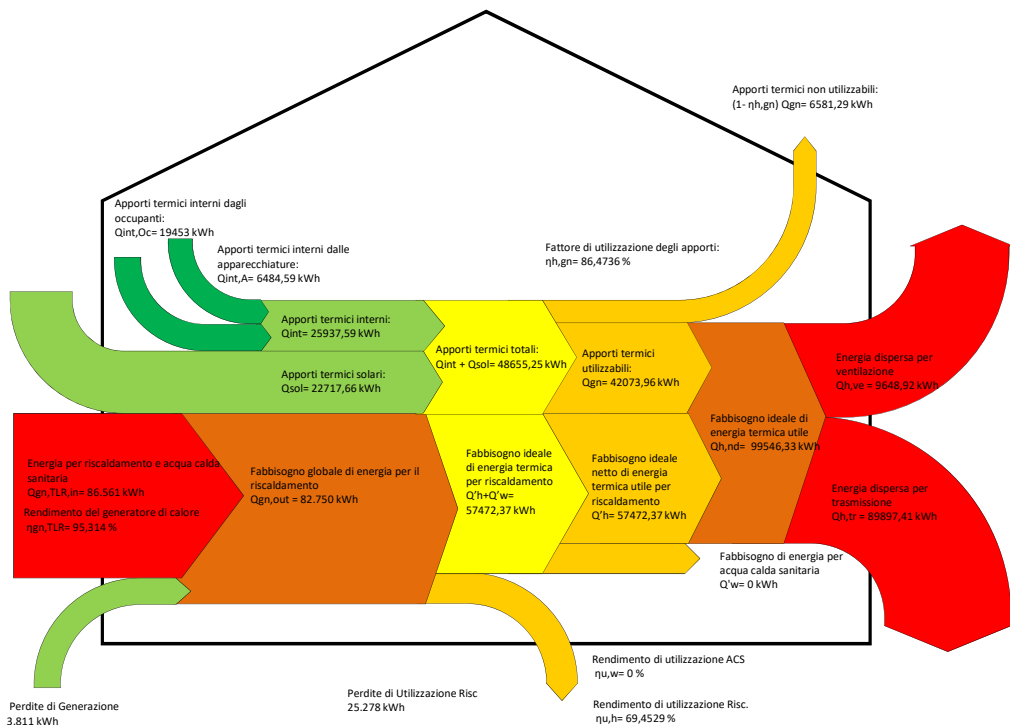 Apporti termici non utilizzabili:
(1- ηh,gn) Qgn= 6581,29 kWh
Apporti termici interni dagli
occupanti:
Qint,Oc= 19453 kWh
Apporti termici interni dalle
apparecchiature:
Qint,A= 6484,59 kWh
Fattore di utilizzazione degli apporti:
ηh,gn= 86,4736 %
Apporti termici interni:
Qint= 25937,59 kWh
Apporti termici solari:
Qsol= 22717,66 kWh
Apporti termici totali:
Qint + Qsol= 48655,25 kWh
Apporti termici
utilizzabili:
Qgn= 42073,96 kWh
Energia dispersa per
ventilazione
Qh,ve = 9648,92 kWh
Fabbisogno ideale di
energia termica utile
Qh,nd=  99546,33 kWh
Energia per riscaldamento e acqua calda
sanitaria
Qgn,TLR,in= 86.561 kWh
Rendimento del generatore di calore
ηgn,TLR= 95,314 %
Fabbisogno globale di energia per il
riscaldamento
Qgn,out = 82.750 kWh
Fabbisogno ideale
di energia termica
per riscaldamento
Q’h+Q’w=
57472,37 kWh
Fabbisogno ideale
netto di energia
termica utile per
riscaldamento
Q’h= 57472,37 kWh
Energia dispersa per
trasmissione
Qh,tr = 89897,41 kWh
Fabbisogno di energia per
acqua calda sanitaria
Q'w= 0 kWh
Perdite di Generazione
3.811 kWh
Perdite di Utilizzazione Risc
25.278 kWh
Rendimento di utilizzazione ACS
ηu,w= 0 %
Rendimento di utilizzazione Risc.
ηu,h= 69,4529 %